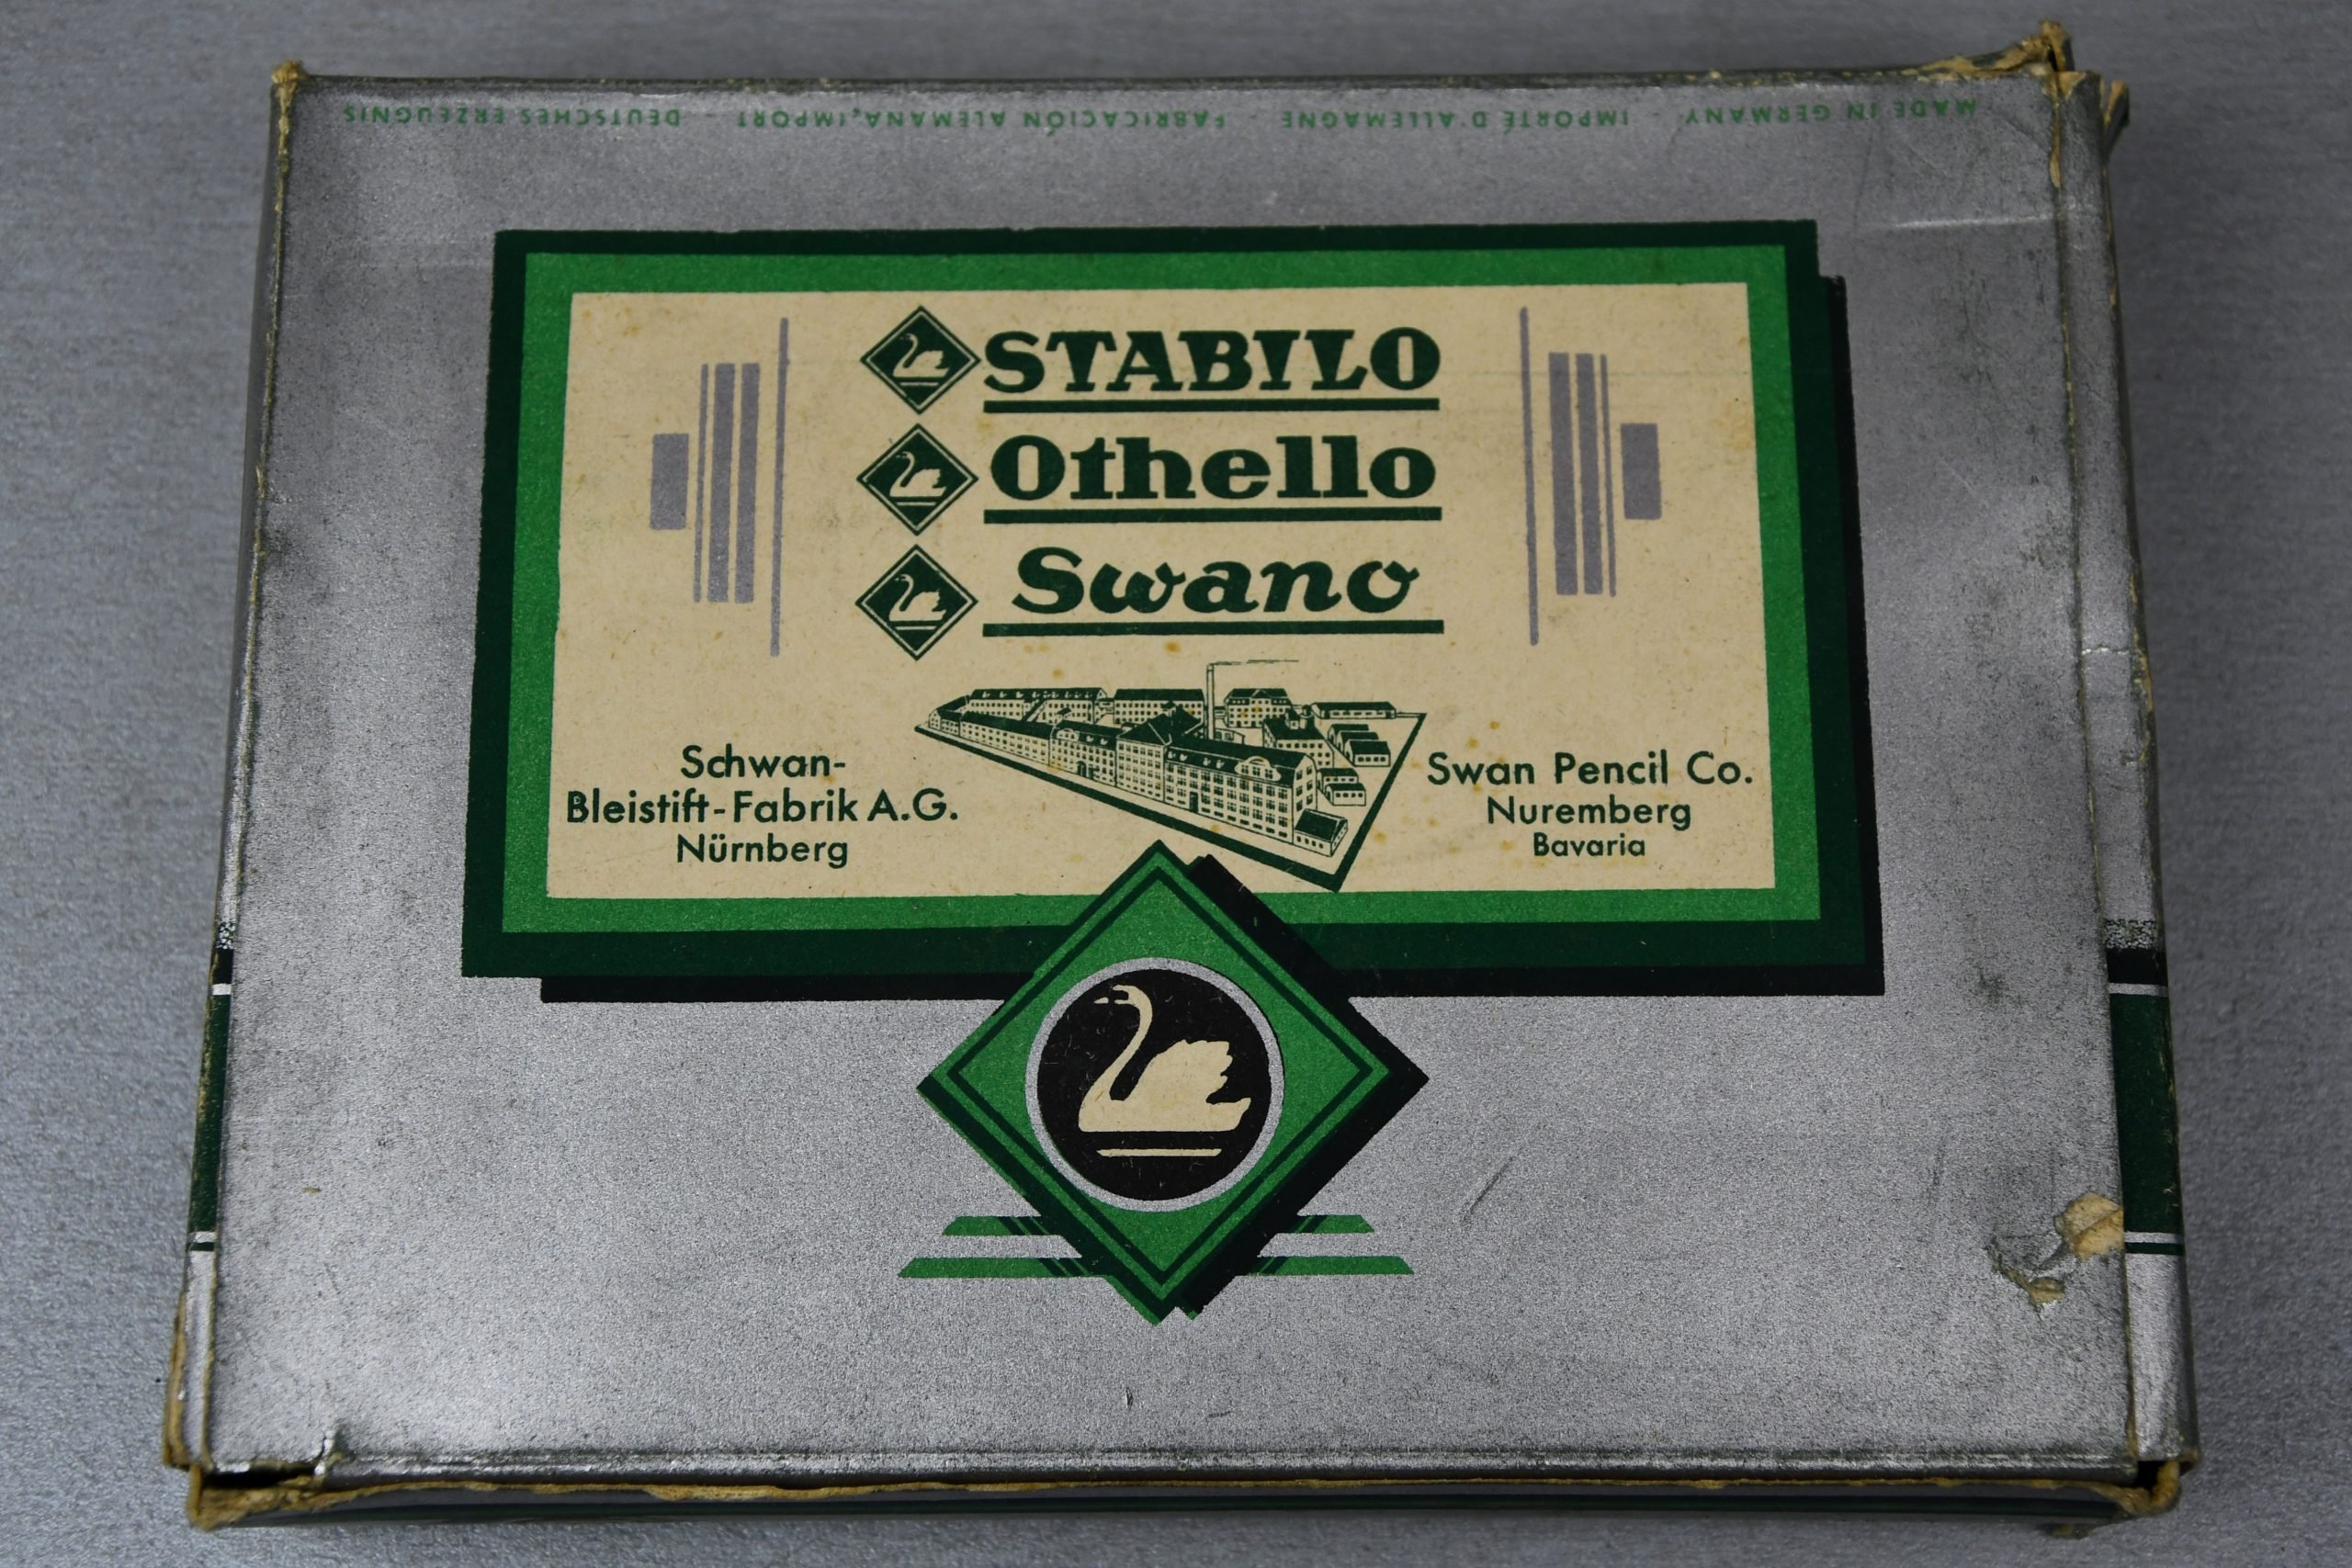 MADE IN GERMANY - IMPORTÉ D'ALLEMAGNE - FABRICACIÓN ALEMANA, IMPORT - DEUTSCHES ERZEUGNIS
STABILO
Othello
Swano
Schwan-
Bleistift-Fabrik A.G.
Nürnberg
Swan Pencil Co.
Nuremberg
Bavaria